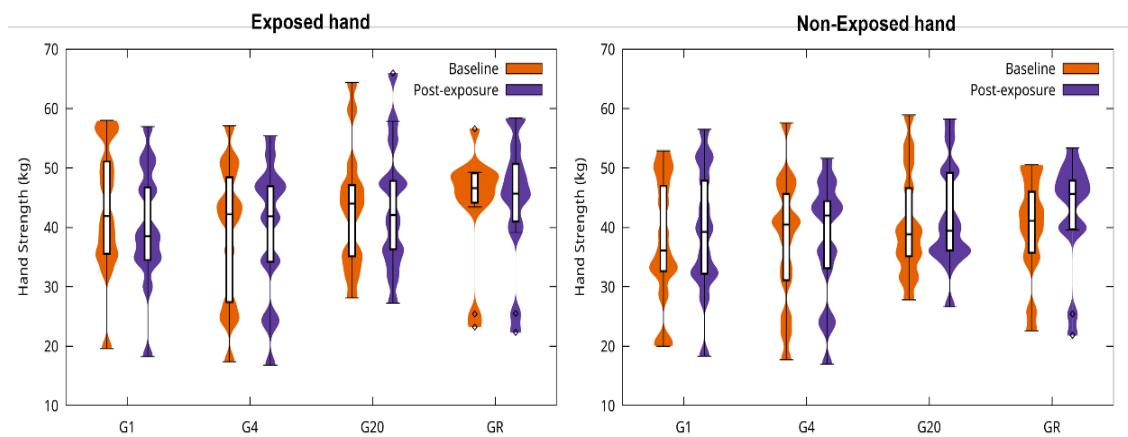 Exposed hand
Non-Exposed hand
70
60
50
40
30
20
10
Hand Strength (kg)
Baseline
Post-exposure
G1
G4
G20
GR
70
60
50
40
30
20
10
Hand Strength (kg)
Baseline
Post-exposure
G1
G4
G20
GR